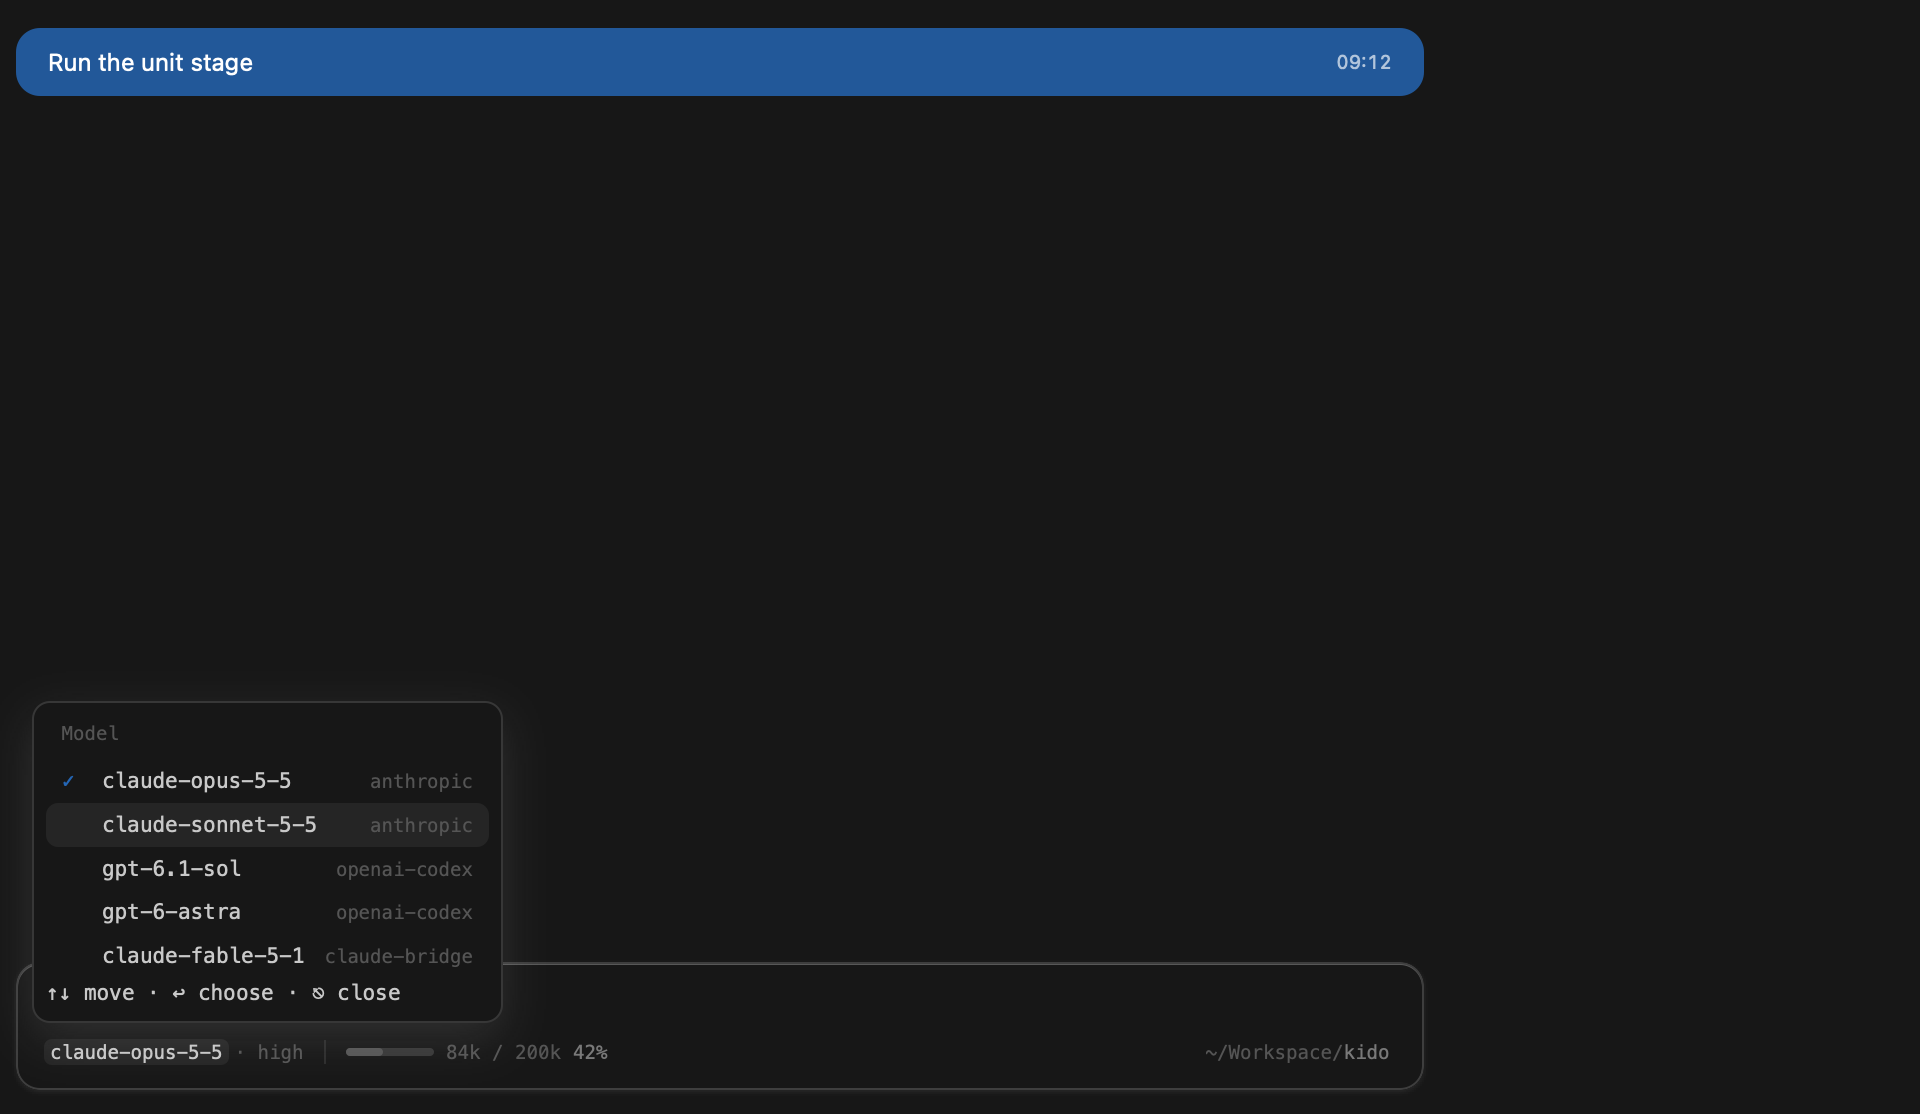 Run the unit stage 09:12
Model
✓ claude-opus-5-5 anthropic
claude-sonnet-5-5 anthropic
gpt-6.1-sol openai-codex
gpt-6-astra openai-codex
claude-fable-5-1 claude-bridge
↑↓ move · ↩ choose · ⎋ close
claude-opus-5-5 · high 84k / 200k 42% ~/Workspace/kido